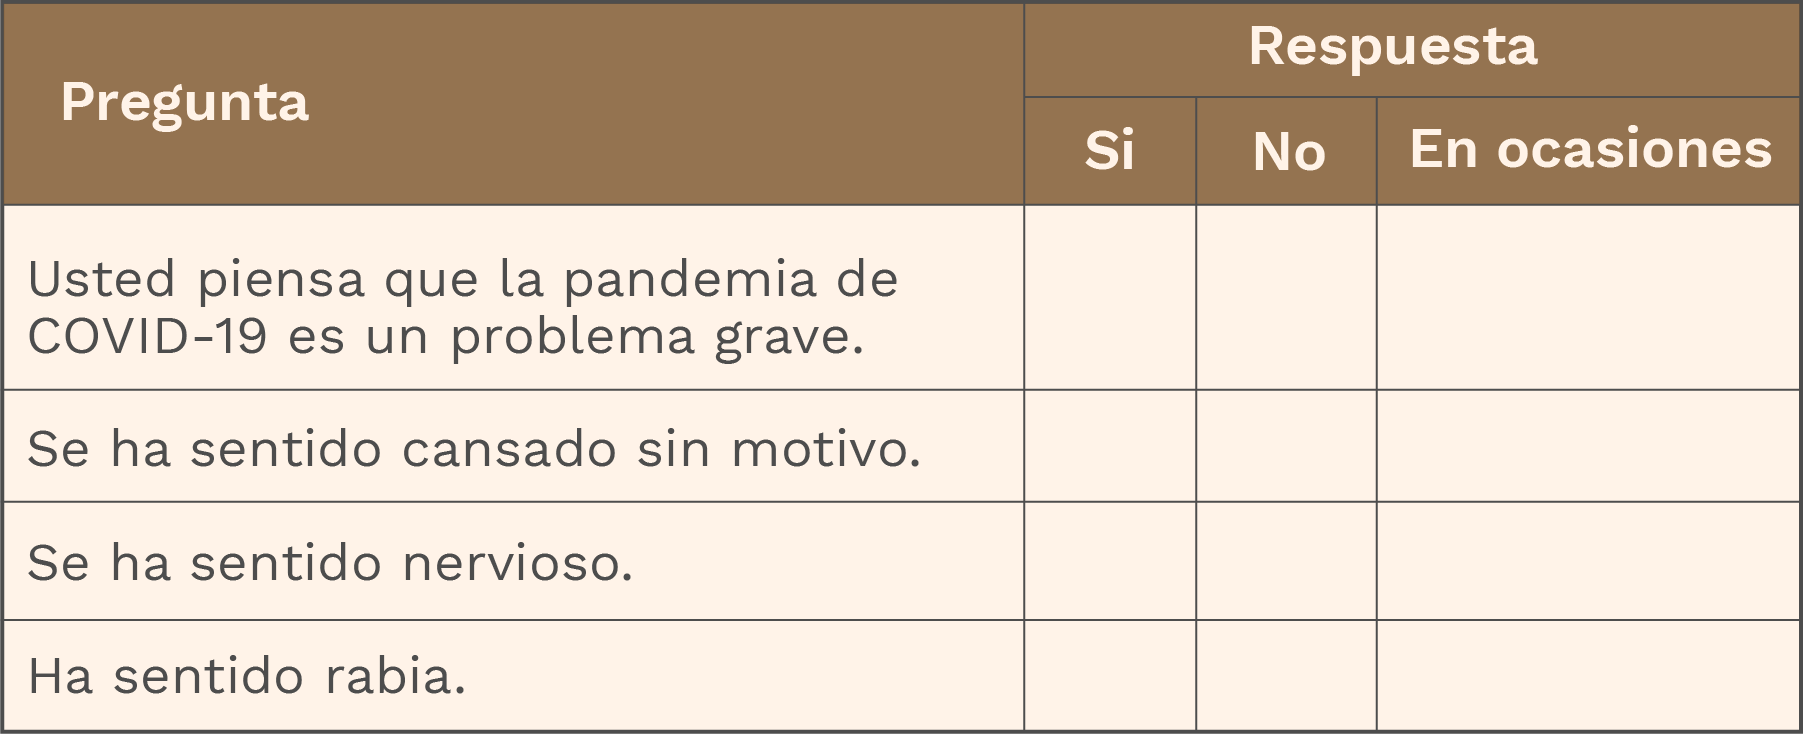 Pregunta
Respuesta
Si
No
En ocasiones
Usted piensa que la pandemia de
COVID-19 es un problema grave.
Se ha sentido cansado sin motivo.
Se ha sentido nervioso.
Ha sentido rabia.